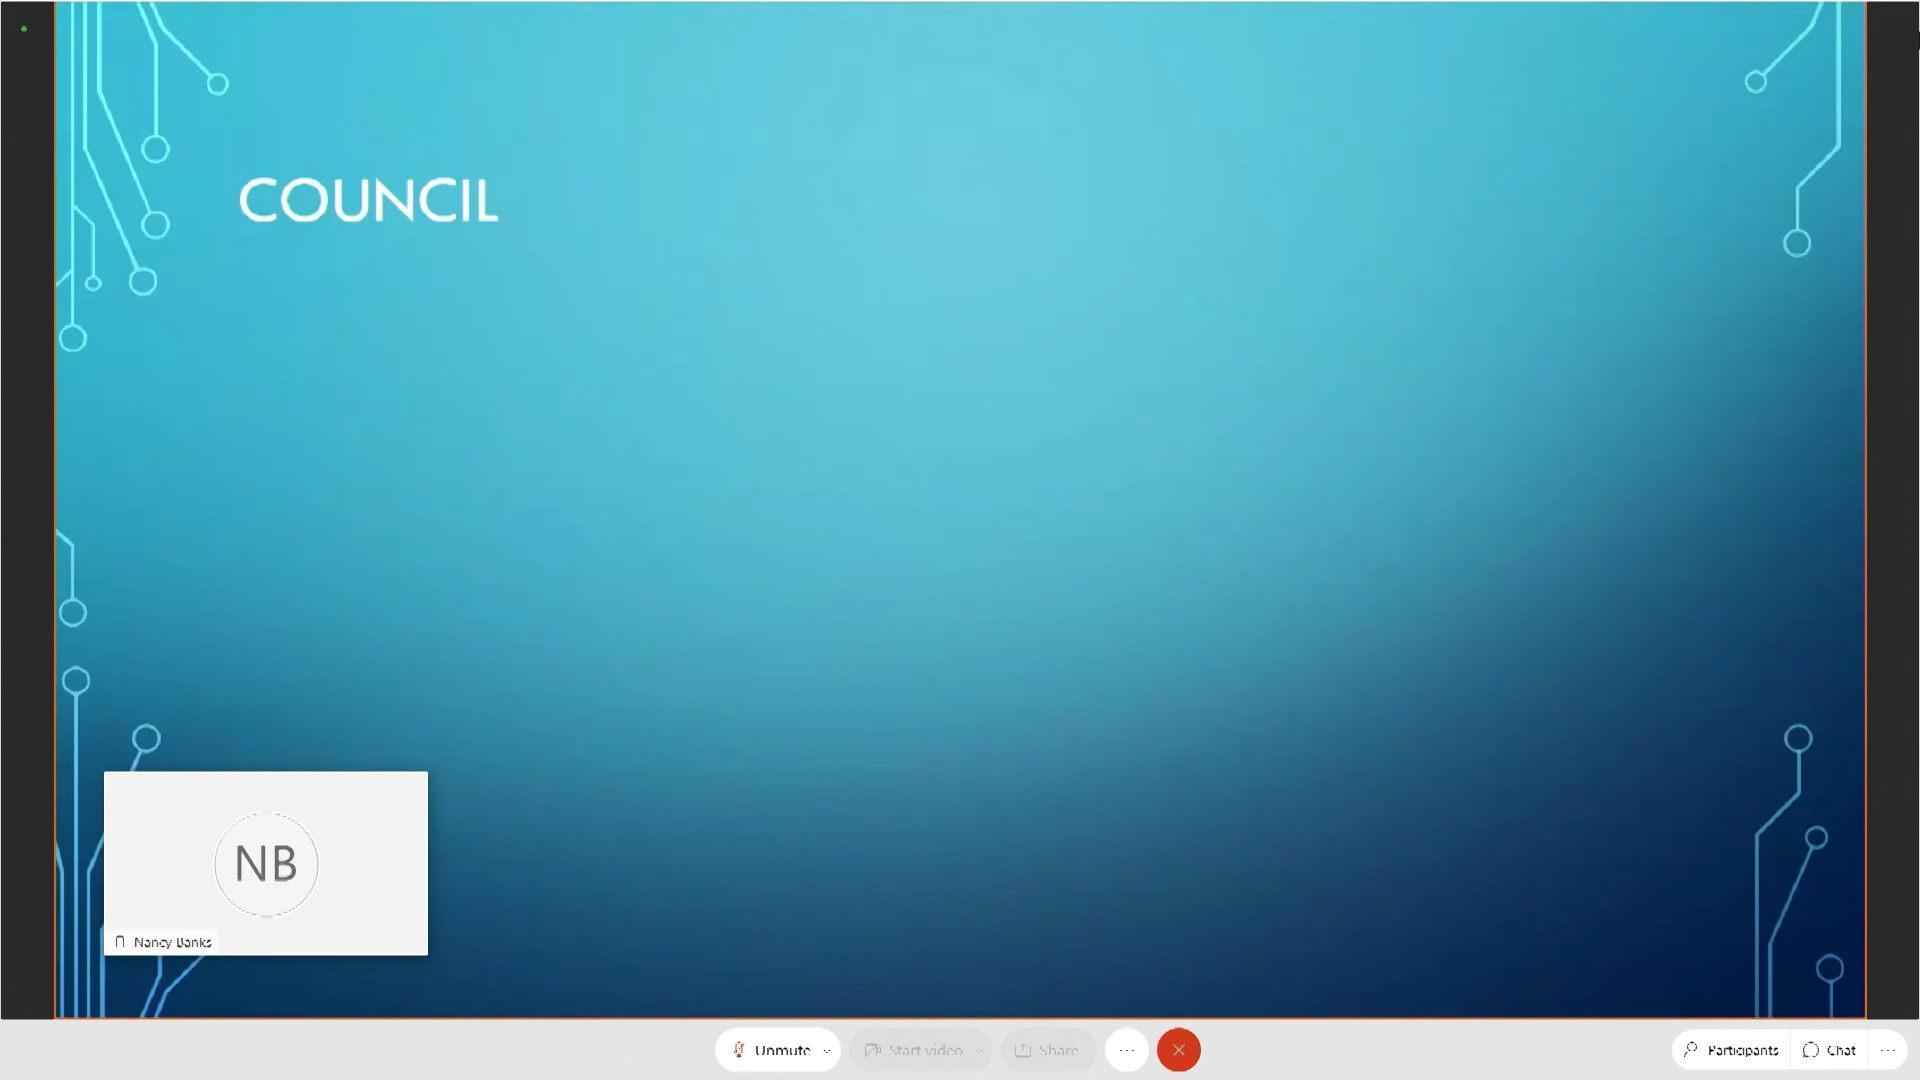 COUNCIL
NB
Nancy Banks
Unmute
Start video
Share
Participants
Chat